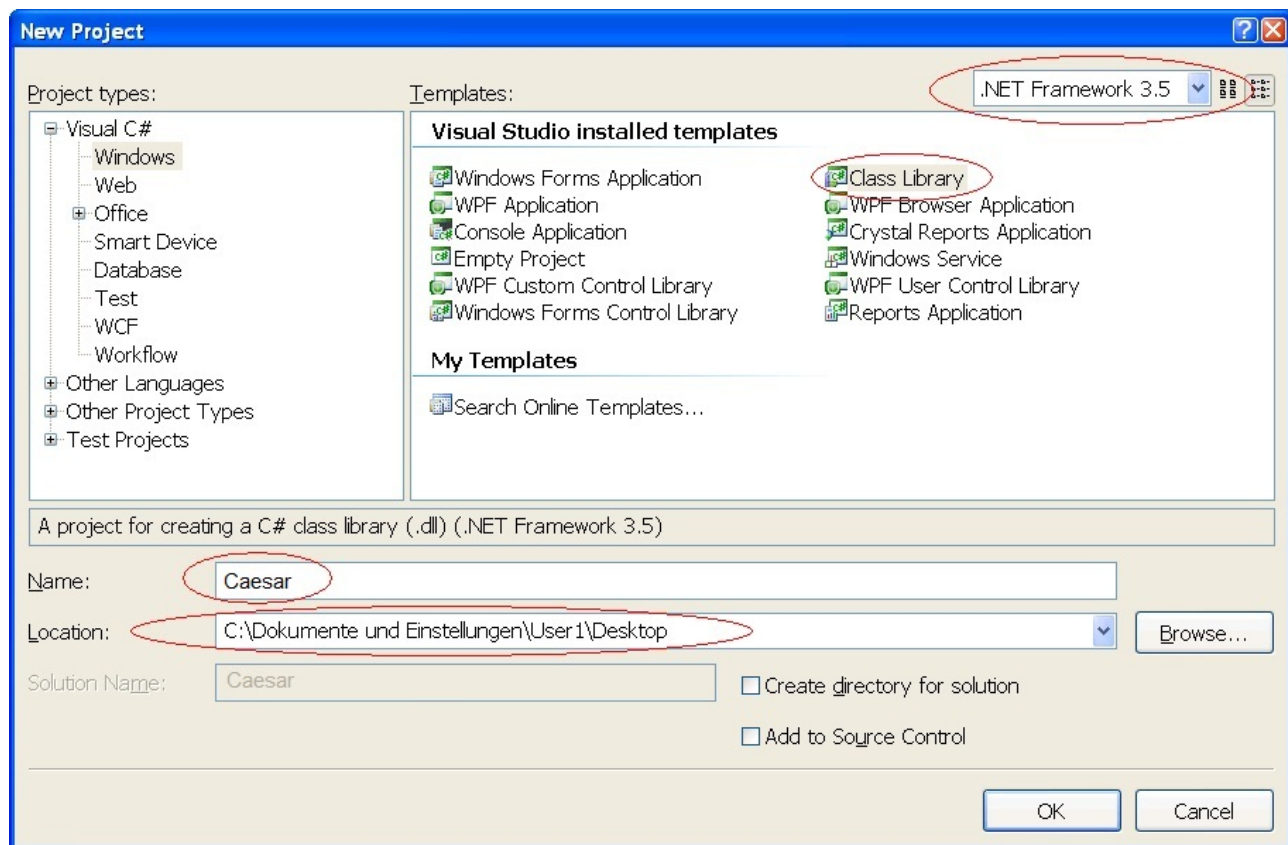 New Project
Project types:
Templates:
.NET Framework 3.5
Visual C#
Windows
Web
Office
Smart Device
Database
Test
WCF
Workflow
Other Languages
Other Project Types
Test Projects
Visual Studio installed templates
Windows Forms Application
Class Library
WPF Application
WPF Browser Application
Console Application
Crystal Reports Application
Empty Project
Windows Service
WPF Custom Control Library
WPF User Control Library
Windows Forms Control Library
Reports Application
My Templates
Search Online Templates...
A project for creating a C# class library (.dll) (.NET Framework 3.5)
Name:
Caesar
Location:
C:\Dokumente und Einstellungen\User1\Desktop
Browse...
Solution Name:
Caesar
Create directory for solution
Add to Source Control
OK
Cancel